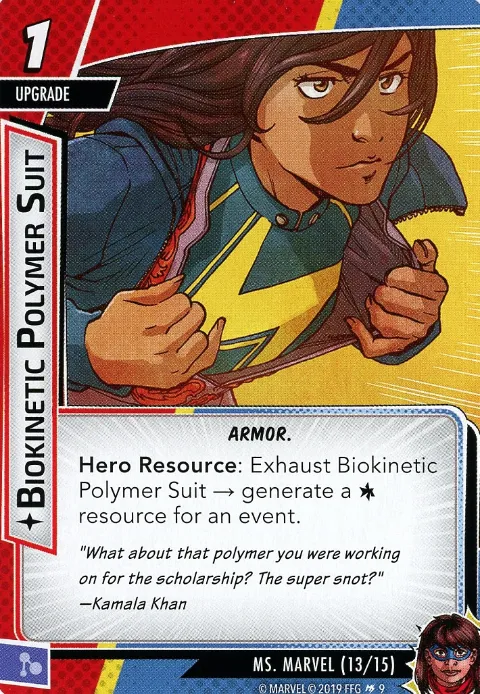 1
UPGRADE
BIOKINETIC POLYMER SUIT
ARMOR.
Hero Resource: Exhaust Biokinetic
Polymer Suit → generate a
resource for an event.
"What about that polymer you were working
on for the scholarship? The super snot?"
—Kamala Khan
MS. MARVEL (13/15)
© MARVEL © 2019 FFG 9